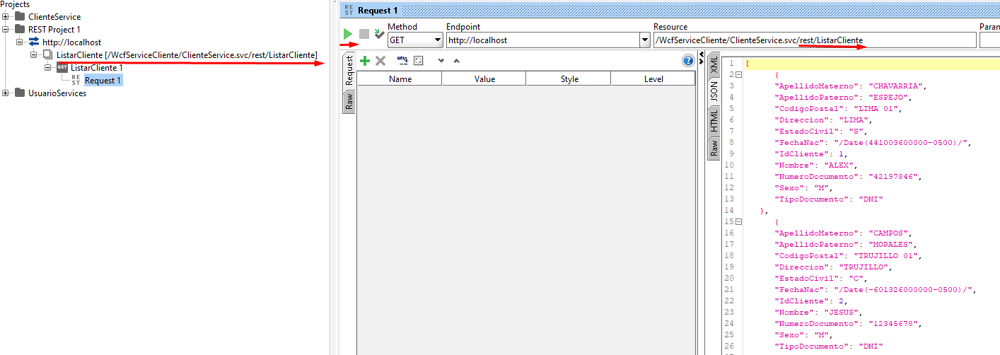 Projects
ClienteService
REST Project 1
http://localhost
ListarCliente [/WcfServiceCliente/ClienteService.svc/rest/ListarCliente]
GET ListarCliente 1
RE ST Request 1
UsuarioServices
RE ST Request 1
Method Endpoint Resource Param
GET http://localhost /WcfServiceCliente/ClienteService.svc/rest/ListarCliente
Request
Raw
URL
?
Name Value Style Level
XML
JSON
HTML
Raw
1 [
2 {
3 "ApellidoMaterno": "CHAVARRIA",
4 "ApellidoPaterno": "ESPEJO",
5 "CodigoPostal": "LIMA 01",
6 "Direccion": "LIMA",
7 "EstadoCivil": "S",
8 "FechaNac": "/Date(441003600000-0500)/",
9 "IdCliente": 1,
10 "Nombre": "ALEX",
11 "NumeroDocumento": "42197846",
12 "Sexo": "M",
13 "TipoDocumento": "DNI"
14 },
15 {
16 "ApellidoMaterno": "CAMPOS",
17 "ApellidoPaterno": "MORALES",
18 "CodigoPostal": "TRUJILLO 01",
19 "Direccion": "TRUJILLO",
20 "EstadoCivil": "C",
21 "FechaNac": "/Date(-601326000000-0500)/",
22 "IdCliente": 2,
23 "Nombre": "JESUS",
24 "NumeroDocumento": "12345678",
25 "Sexo": "M",
26 "TipoDocumento": "DNI"